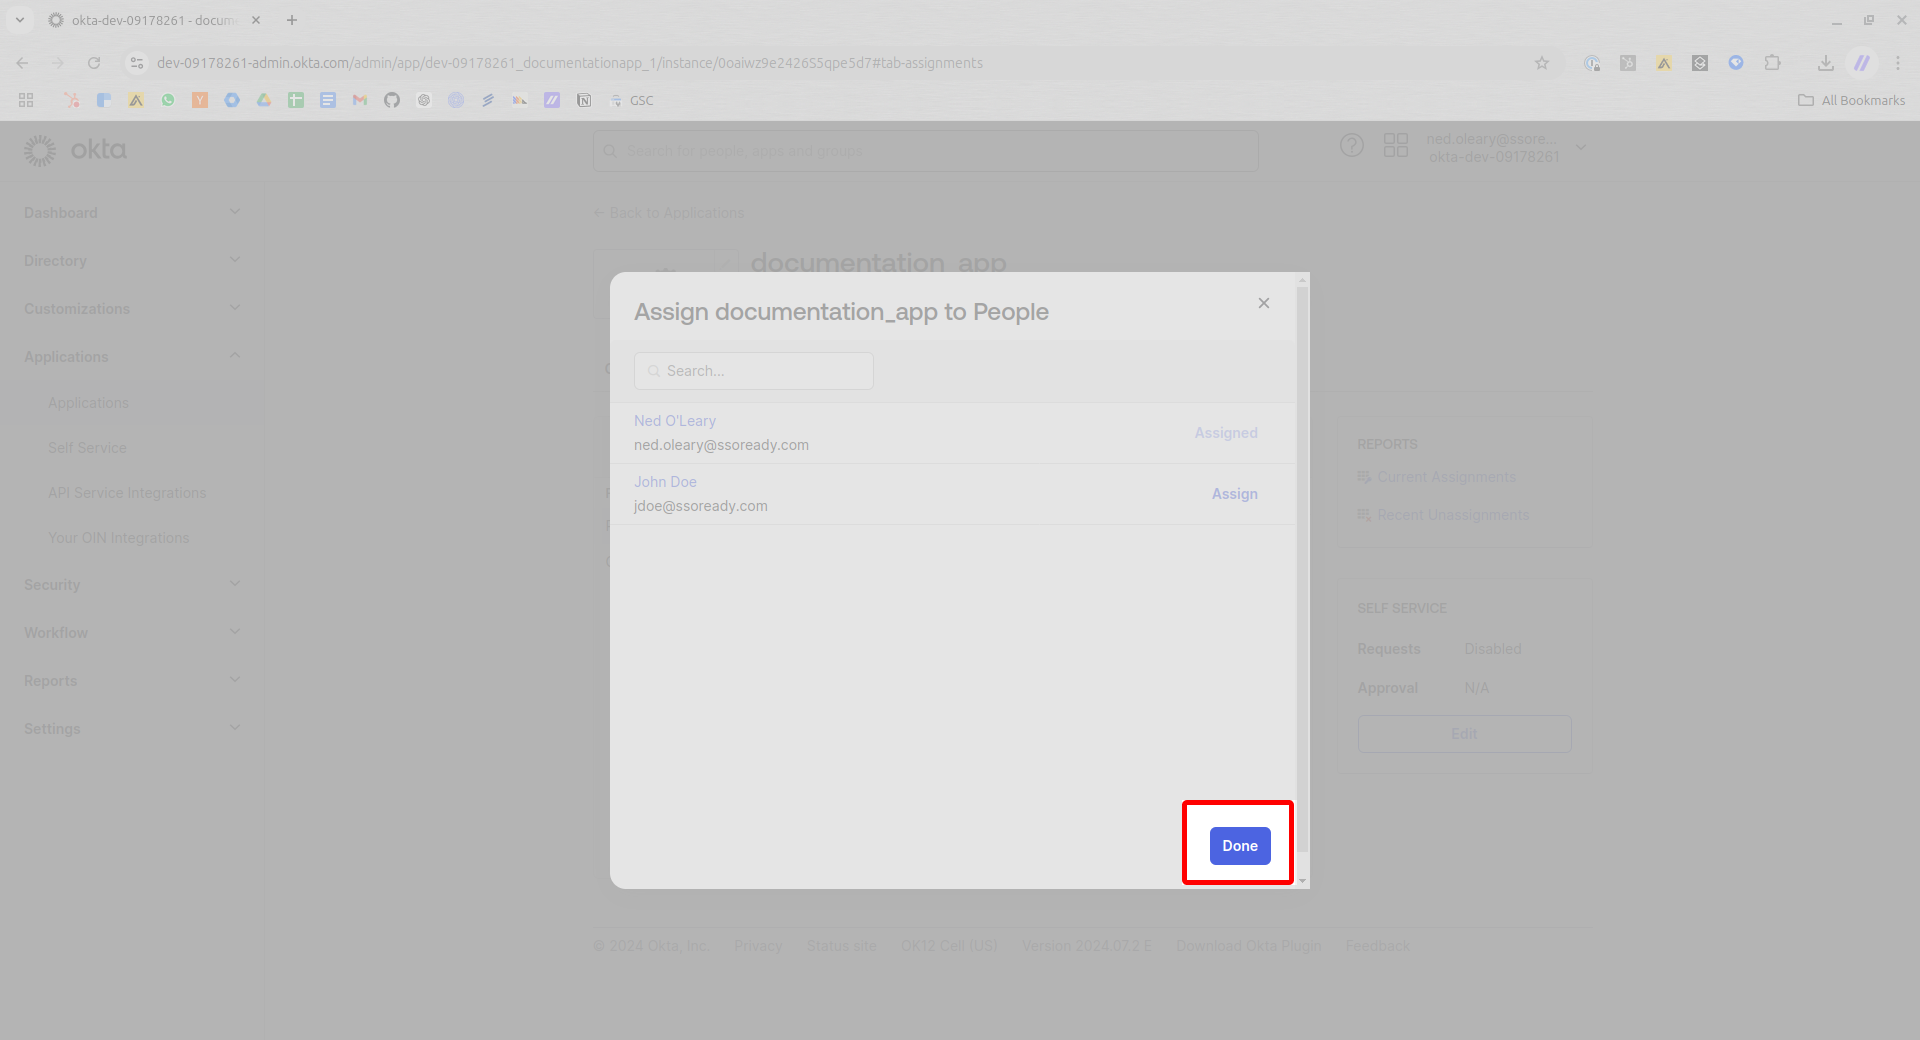 okta-dev-09178261 - docum
dev-09178261-admin.okta.com/admin/app/dev-09178261_documentationapp_1/instance/0oaiwz9e2426S5qpe5d7#tab-assignments
GSC
All Bookmarks
okta
Search for people, apps and groups
ned.oleary@ssore...
okta-dev-09178261
Dashboard
Directory
Customizations
Applications
Applications
Self Service
API Service Integrations
Your OIN Integrations
Security
Workflow
Reports
Settings
← Back to Applications
documentation_app
Assign documentation_app to People
Search...
Ned O'Leary
ned.oleary@ssoready.com
Assigned
John Doe
jdoe@ssoready.com
Assign
Done
REPORTS
Current Assignments
Recent Unassignments
SELF SERVICE
Requests Disabled
Approval N/A
Edit
© 2024 Okta, Inc. Privacy Status site OK12 Cell (US) Version 2024.07.2 E Download Okta Plugin Feedback